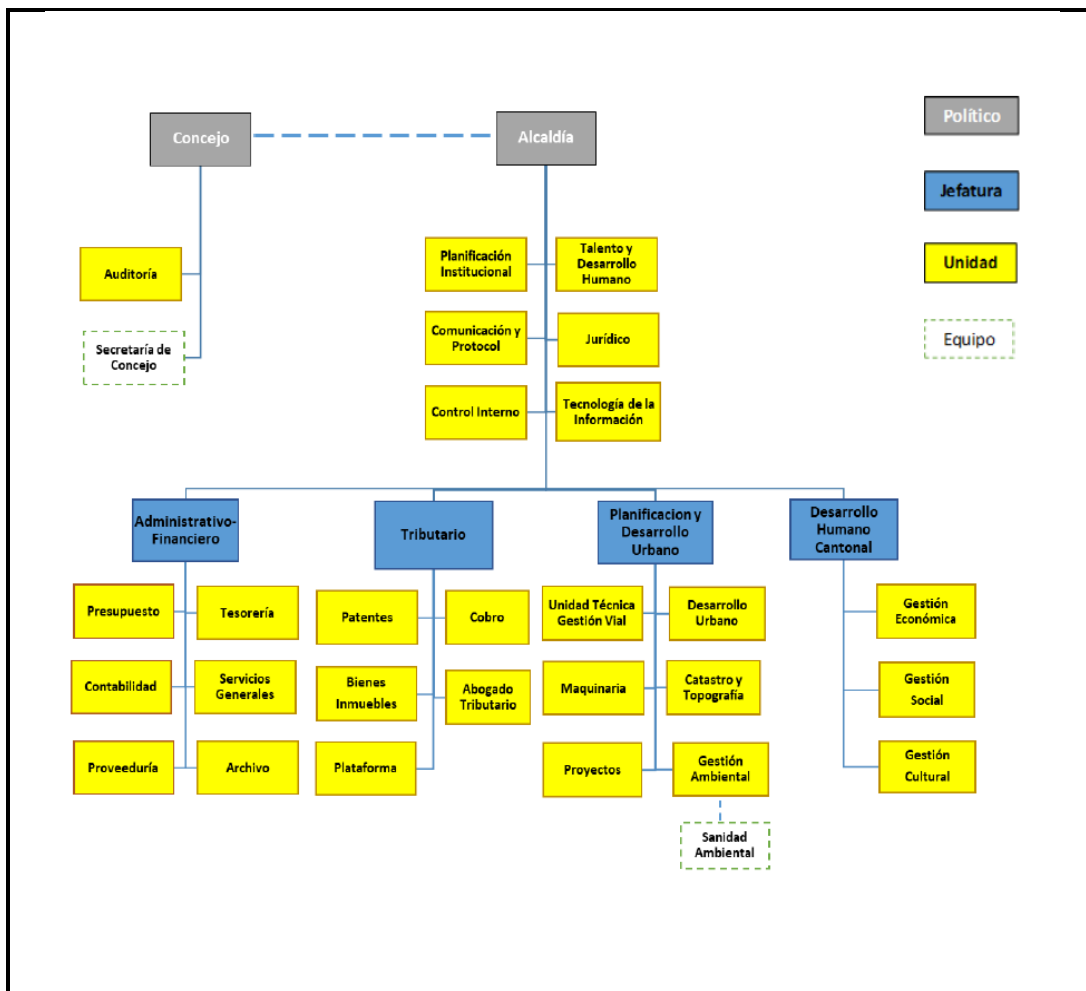 Concejo
Alcaldía
Político
Jefatura
Unidad
Equipo
Auditoría
Secretaría de
Concejo
Planificación
Institucional
Talento y
Desarrollo
Humano
Comunicación y
Protocol
Jurídico
Control Interno
Tecnología de la
Información
Administrativo-
Financiero
Tributario
Planificacion y
Desarrollo
Urbano
Desarrollo
Humano
Cantonal
Presupuesto
Tesorería
Contabilidad
Servicios
Generales
Proveeduría
Archivo
Patentes
Cobro
Bienes
Inmuebles
Abogado
Tributario
Plataforma
Unidad Técnica
Gestión Vial
Desarrollo
Urbano
Maquinaria
Catastro y
Topografía
Proyectos
Gestión
Ambiental
Sanidad
Ambiental
Gestión
Económica
Gestión
Social
Gestión
Cultural